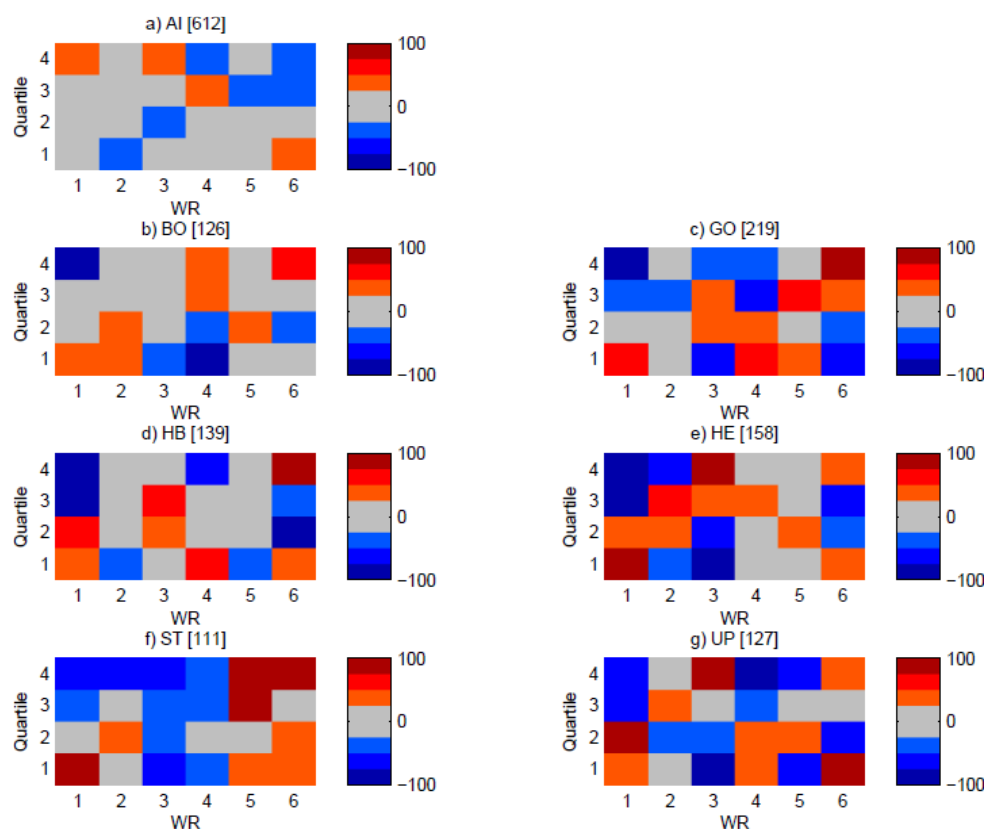 a) AI [612]
Quartile
4
3
2
1
1 2 3 4 5 6
WR
100
0
−100
b) BO [126]
Quartile
4
3
2
1
1 2 3 4 5 6
WR
100
0
−100
c) GO [219]
Quartile
4
3
2
1
1 2 3 4 5 6
WR
100
0
−100
d) HB [139]
Quartile
4
3
2
1
1 2 3 4 5 6
WR
100
0
−100
e) HE [158]
Quartile
4
3
2
1
1 2 3 4 5 6
WR
100
0
−100
f) ST [111]
Quartile
4
3
2
1
1 2 3 4 5 6
WR
100
0
−100
g) UP [127]
Quartile
4
3
2
1
1 2 3 4 5 6
WR
100
0
−100